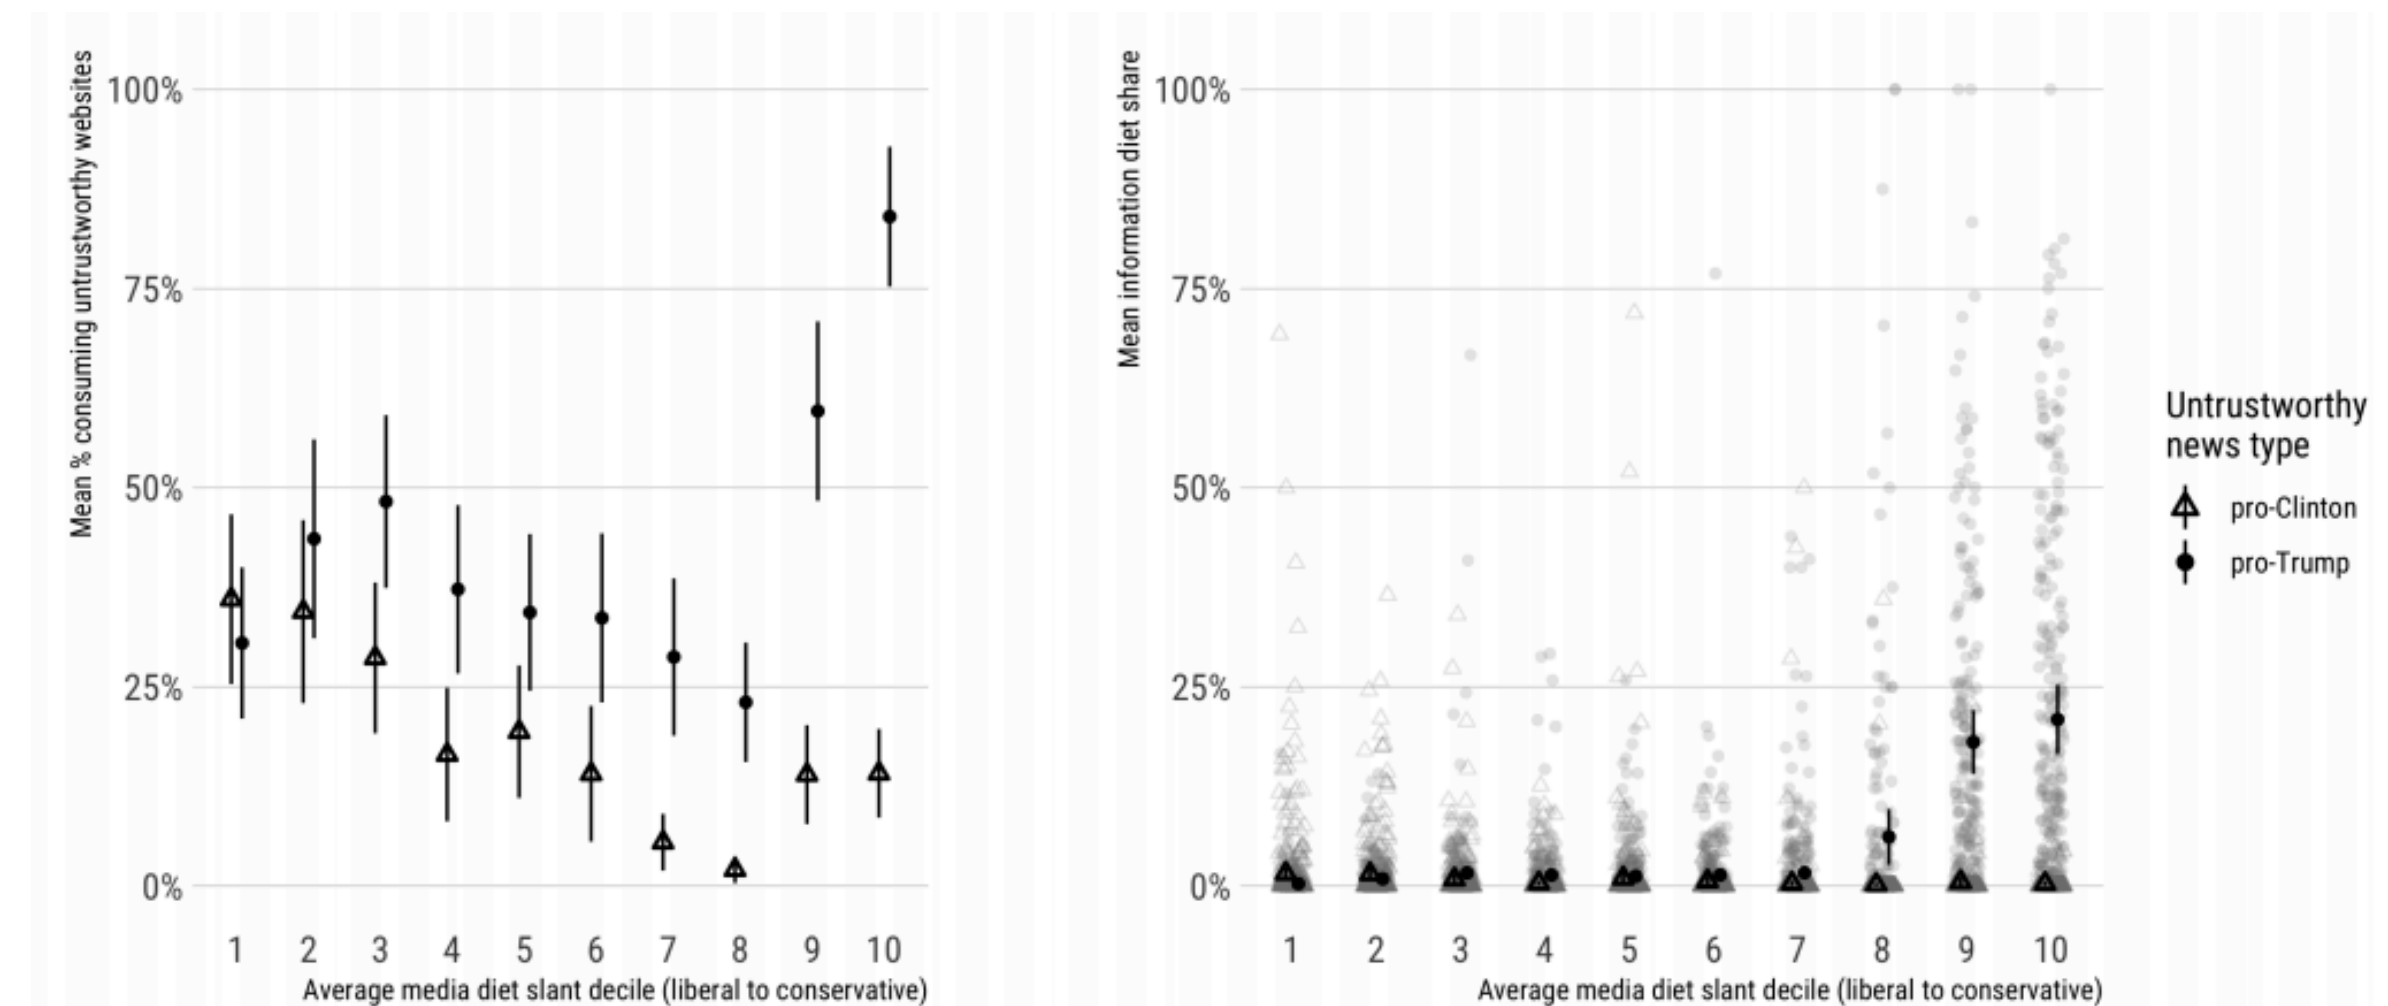 Mean % consuming untrustworthy websites
100%
75%
50%
25%
0%
1 2 3 4 5 6 7 8 9 10
Average media diet slant decile (liberal to conservative)
Mean information diet share
100%
75%
50%
25%
0%
1 2 3 4 5 6 7 8 9 10
Average media diet slant decile (liberal to conservative)
Untrustworthy
news type
pro-Clinton
pro-Trump